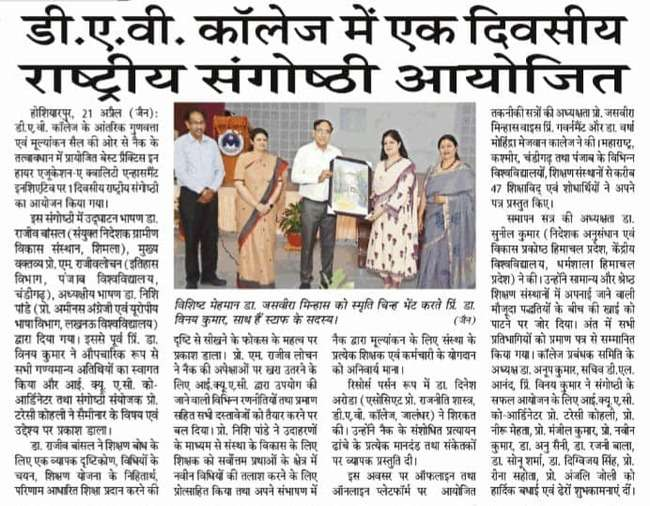 डी.ए.वी. कॉलेज में एक दिवसीय
राष्ट्रीय संगोष्ठी आयोजित
होशियारपुर, 21 अप्रैल (जैन):
डी.ए.वी. कॉलेज के आंतरिक गुणवत्ता
एवं मूल्यांकन सैल की ओर से नैक के
तत्वावधान में प्रायोजित बेस्ट प्रैक्टिस इन
हायर एजूकेशन-ए क्वालिटी एन्हासमैंट
इनशिएटिव पर 1 दिवसीय राष्ट्रीय संगोष्ठी
का आयोजन किया गया।
इस संगोष्ठी में उद्घाटन भाषण डा.
राजीव बांसल (संयुक्त निदेशक ग्रामीण
विकास संस्थान, शिमला), मुख्य
वक्तव्य प्रो. एम. राजीवलोचन (इतिहास
विभाग, पंजाब विश्वविद्यालय,
चंडीगढ़), अध्यक्षीय भाषण डा. निशि
पांडे (प्रो. अमीनस अंग्रेजी एवं यूरोपीय
भाषा विभाग, लखनऊ विश्वविद्यालय)
द्वारा दिया गया। इससे पूर्व प्रिं. डा.
विनय कुमार ने औपचारिक रूप से
सभी गणमान्य अतिथियों का स्वागत
किया और आई. क्यू. ए.सी. को-
आर्डिनेटर तथा संगोष्ठी संयोजक प्रो.
टरेसी कोहली ने सैमीनार के विषय एवं
उद्देश्य पर प्रकाश डाला।
डा. राजीव बांसल ने शिक्षण बोध के
लिए एक व्यापक दृष्टिकोण, विधियों के
चयन, शिक्षण योजना के निहितार्थ,
परिणाम आधारित शिक्षा प्रदान करने की
विशिष्ट मेहमान डा. जसवीरा मिन्हास को स्मृति चिन्ह भेंट करते प्रिं. डा.
विनय कुमार, साथ हैं स्टाफ के सदस्य। (जैन)
दृष्टि से सीखने के फोकस के महत्व पर
प्रकाश डाला। प्रो. एम. राजीव लोचन
ने नैक की अपेक्षाओं पर खरा उतरने के
लिए आई.क्यू.ए.सी. द्वारा उपयोग की
जाने वाली विभिन्न रणनीतियों तथा प्रमाण
सहित सभी दस्तावेजों को तैयार करने पर
बल दिया। प्रो. निशि पांडे ने उदाहरणों
के माध्यम से संस्था के विकास के लिए
शिक्षक को सर्वोत्तम प्रथाओं के क्षेत्र में
नवीन विधियों की तलाश करने के लिए
प्रोत्साहित किया तथा अपने संभाषण में
नैक द्वारा मूल्यांकन के लिए संस्था के
प्रत्येक शिक्षक एवं कर्मचारी के योगदान
को अनिवार्य माना।
रिसोर्स पर्सन रूप में डा. दिनेश
अरोडा (एसोसिएट प्रो. राजनीति शास्त्र,
डी.ए.वी. कॉलेज, जालंधर) ने शिरकत
की। उन्होंने नैक के संशोधित प्रत्यायन
ढांचे के प्रत्येक मानदंड तथा संकेतकों
पर व्यापक प्रस्तुति दी।
इस अवसर पर ऑफलाइन तथा
ऑनलाइन प्लेटफॉर्म पर आयोजित
तकनीकी सत्रों की अध्यक्षता प्रो. जसवीरा
मिन्हास वाइस प्रिं. गवर्नमैंट और डा. वर्षा
मोहिंद्रा मेजवान कालेज ने की। महाराष्ट्र,
कश्मीर, चंडीगढ़ तथा पंजाब के विभिन्न
विश्वविद्यालयों, शिक्षण संस्थानों से करीब
47 शिक्षाविद् एवं शोधार्थियों ने अपने
पत्र प्रस्तुत किए।
समापन सत्र की अध्यक्षता डा.
सुनील कुमार (निदेशक अनुसंधान एवं
विकास प्रकोष्ठ हिमाचल प्रदेश, केंद्रीय
विश्वविद्यालय, धर्मशाला हिमाचल
प्रदेश) ने की। उन्होंने सामान्य और श्रेष्ठ
शिक्षण संस्थानों में अपनाई जाने वाली
मौजूदा पद्धतियों के बीच की खाई को
पाटने पर जोर दिया। अंत में सभी
प्रतिभागियों को प्रमाण पत्र से सम्मानित
किया गया। कॉलेज प्रबंधक समिति के
अध्यक्ष डा. अनूप कुमार, सचिव डी.एल.
आनंद, प्रिं. विनय कुमार ने संगोष्ठी के
सफल आयोजन के लिए आई.क्यू.ए.सी.
को-आर्डिनेटर प्रो. टरेसी कोहली, प्रो.
नीरू मेहता, प्रो. मंजीत कुमार, प्रो. नवीन
कुमार, डा. अनु सैनी, डा. रजनी बाला,
डा. सोनू शर्मा, डा. दिग्विजय सिंह, प्रो.
रीना सहोता, प्रो. अंजलि जोली को
हार्दिक बधाई एवं ढेरों शुभकामनाएं दीं।